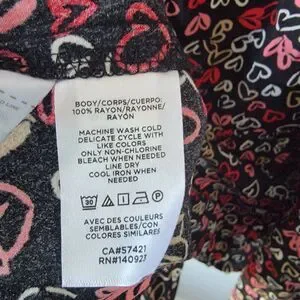 BODY/CORPS/CUERPO:
100% RAYON/RAYONNE/
RAYÓN
MACHINE WASH COLD
DELICATE CYCLE WITH
LIKE COLORS
ONLY NON-CHLORINE
BLEACH WHEN NEEDED
LINE DRY
COOL IRON WHEN
NEEDED
30
AVEC DES COULEURS
SEMBLABLES/CON
COLORES SIMILARES
CA#57421
RN#140927